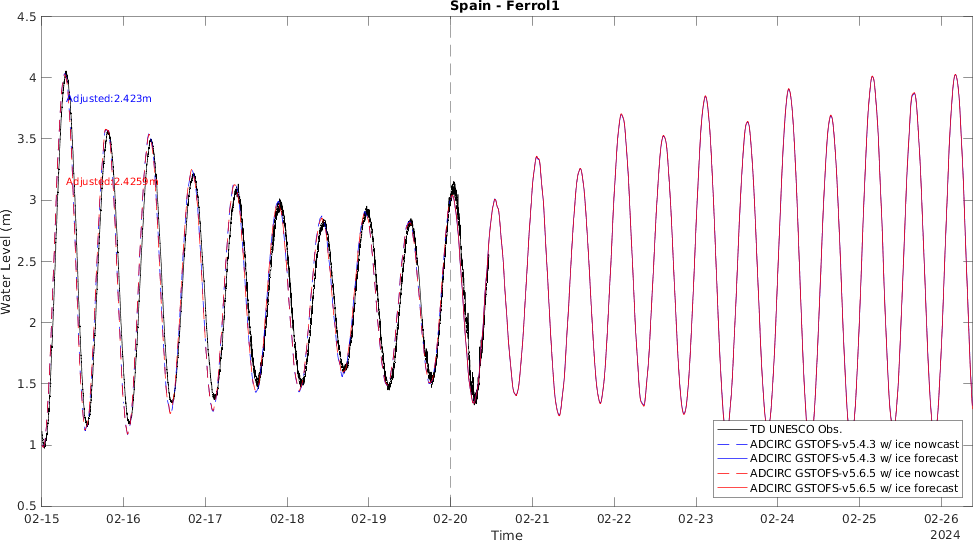 Spain - Ferrol1
4.5
4
3.5
3
2.5
2
1.5
1
0.5
Water Level (m)
Adjusted:2.423m
Adjusted:2.4259m
TD UNESCO Obs.
ADCIRC GSTOFS-v5.4.3 w/ ice nowcast
ADCIRC GSTOFS-v5.4.3 w/ ice forecast
ADCIRC GSTOFS-v5.6.5 w/ ice nowcast
ADCIRC GSTOFS-v5.6.5 w/ ice forecast
02-15 02-16 02-17 02-18 02-19 02-20 02-21 02-22 02-23 02-24 02-25 02-26
Time
2024